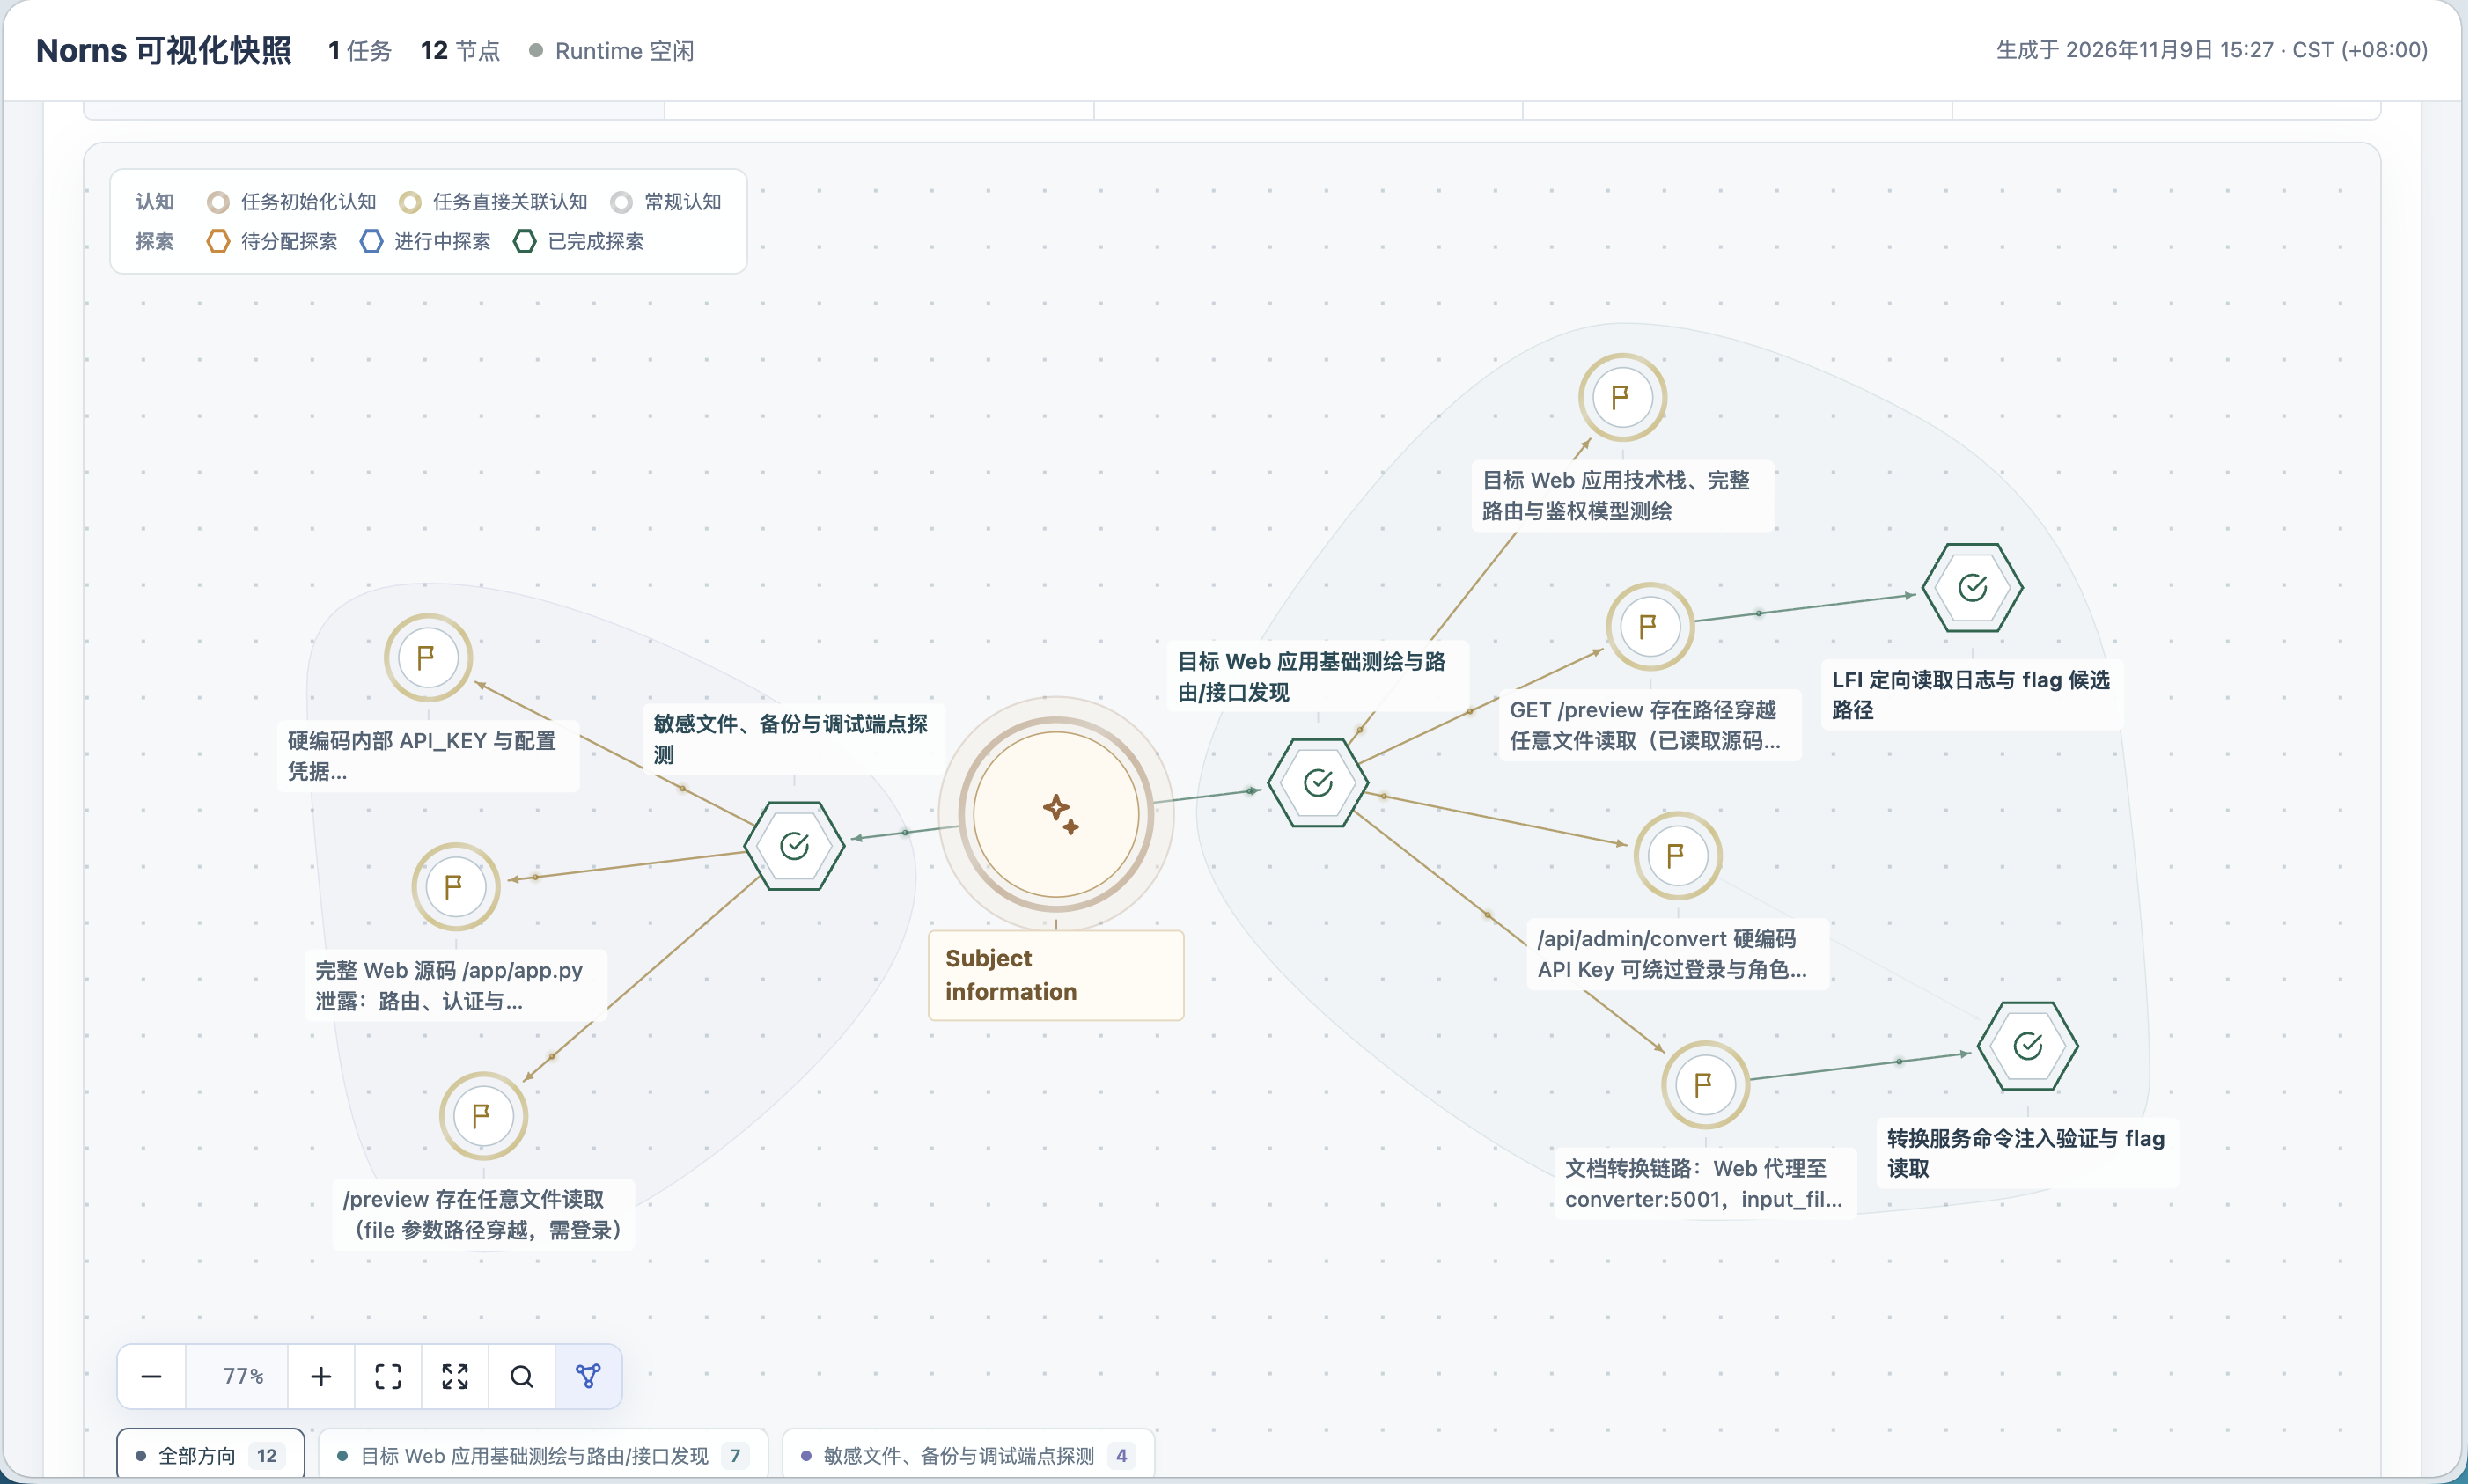 Norns 可视化快照 1 任务 12 节点 Runtime 空闲 生成于 2026年11月9日 15:27 · CST (+08:00)
认知 任务初始化认知 任务直接关联认知 常规认知
探索 待分配探索 进行中探索 已完成探索
目标 Web 应用技术栈、完整
路由与鉴权模型测绘
目标 Web 应用基础测绘与路
由/接口发现
GET /preview 存在路径穿越
任意文件读取（已读取源码...
LFI 定向读取日志与 flag 候选
路径
硬编码内部 API_KEY 与配置
凭据...
敏感文件、备份与调试端点探
测
完整 Web 源码 /app/app.py
泄露：路由、认证与...
Subject
information
/api/admin/convert 硬编码
API Key 可绕过登录与角色...
/preview 存在任意文件读取
（file 参数路径穿越，需登录）
文档转换链路：Web 代理至
converter:5001，input_fil...
转换服务命令注入验证与 flag
读取
77%
全部方向 12 目标 Web 应用基础测绘与路由/接口发现 7 敏感文件、备份与调试端点探测 4